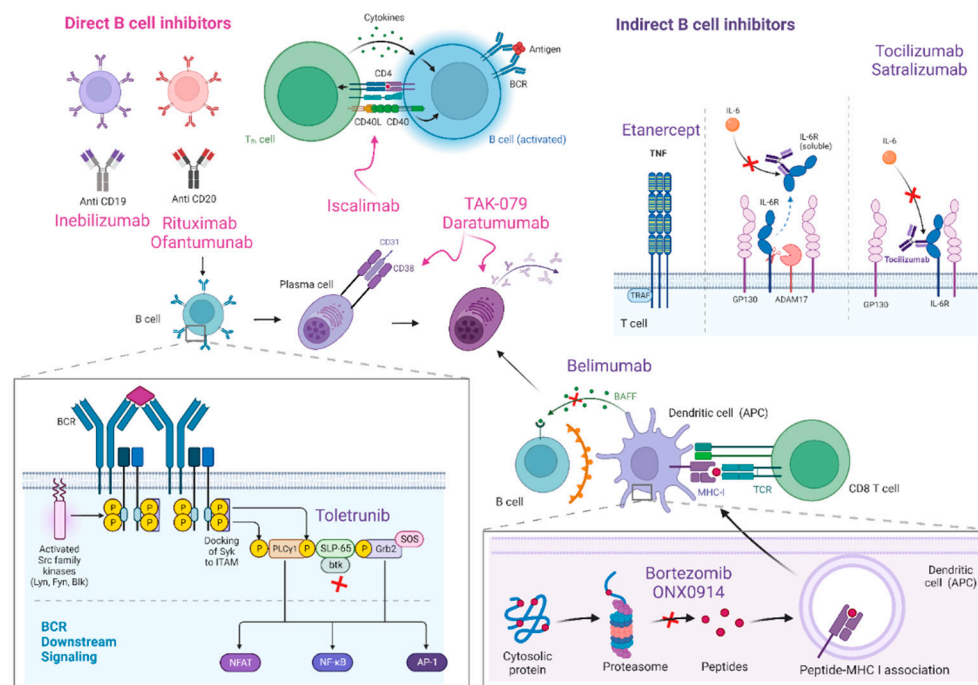 Direct B cell inhibitors
Indirect B cell inhibitors
Cytokines
Antigen
CD4
BCR
CD40L CD40
Tfh cell
B cell (activated)
Anti CD19
Anti CD20
Inebilizumab
Rituximab
Ofantumunab
Iscalimab
TAK-079
Daratumumab
CD31
CD38
Plasma cell
B cell
Etanercept
TNF
TRAF
T cell
IL-6
IL-6R
(soluble)
IL-6R
GP130
ADAM17
Tocilizumab
Satralizumab
IL-6
Tocilizumab
GP130
IL-6R
BCR
P
P
P
P
P
P
P
P
Activated
Src family
kinases
(Lyn, Fyn, Blk)
Docking
of Syk
to ITAM
Toletrunib
P
PLCγ1
P
SLP-65
btk
P
Grb2
SOS
BCR
Downstream
Signaling
NFAT
NF-κB
AP-1
Belimumab
BAFF
Dendritic cell (APC)
B cell
MHC-I
TCR
CD8 T cell
Dendritic
cell (APC)
Bortezomib
ONX0914
Cytosolic
protein
Proteasome
Peptides
Peptide-MHC I association